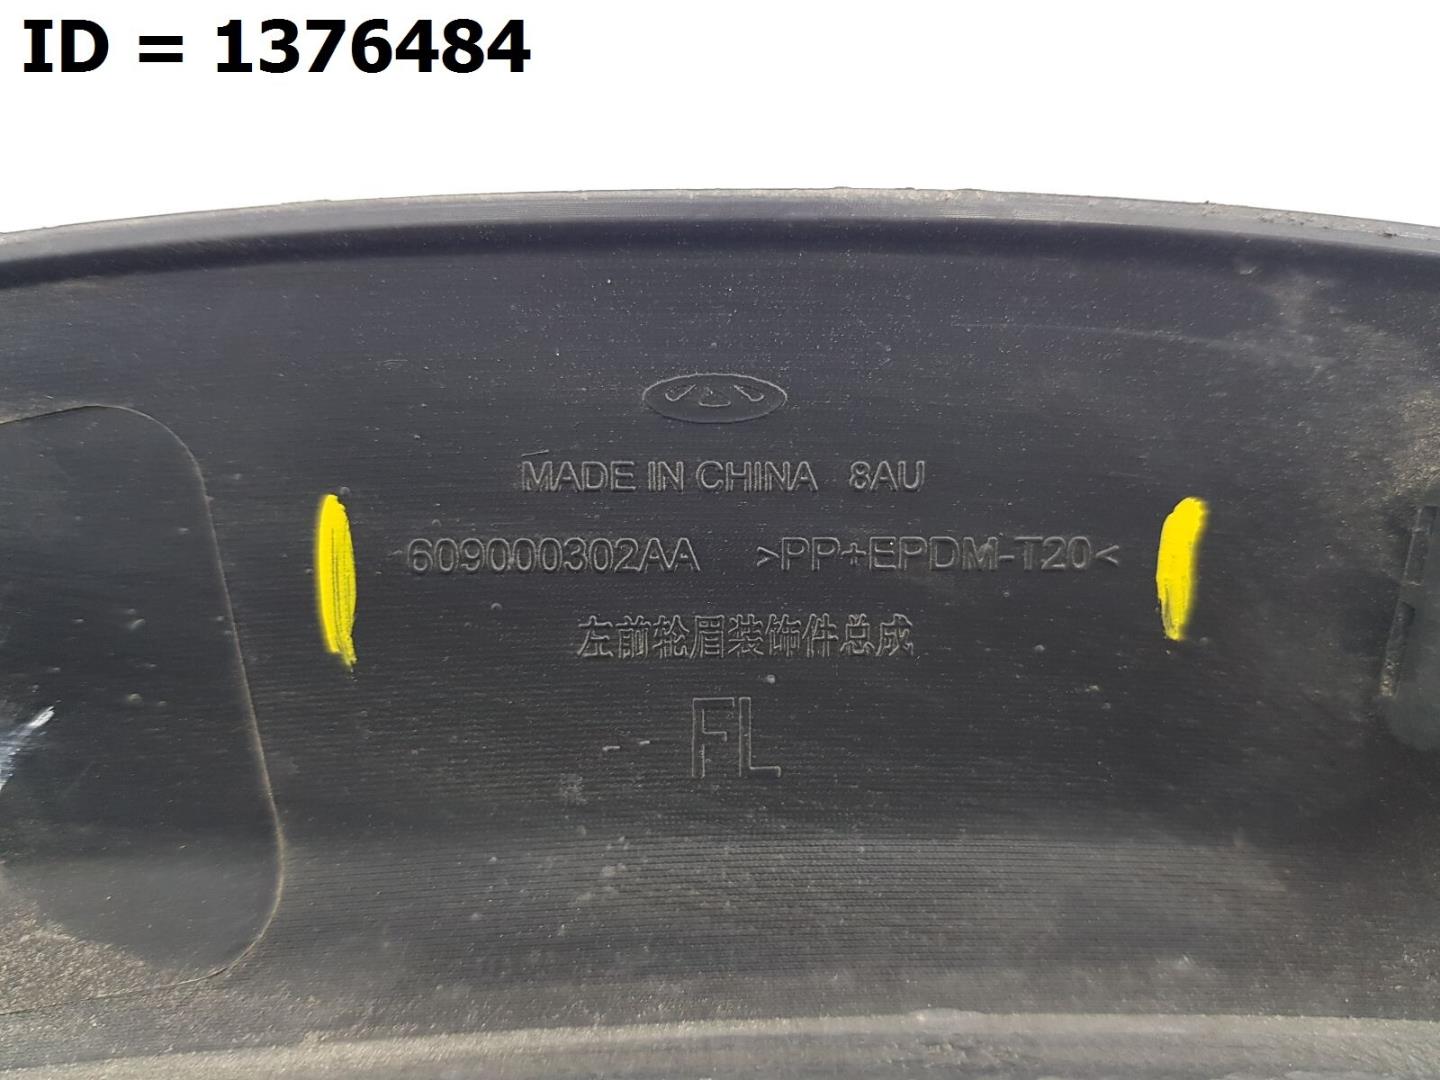 ID = 1376484
MADE IN CHINA 8AU
609000302AA >PP+EPDM-T20<
左前轮眉装饰件总成
FL